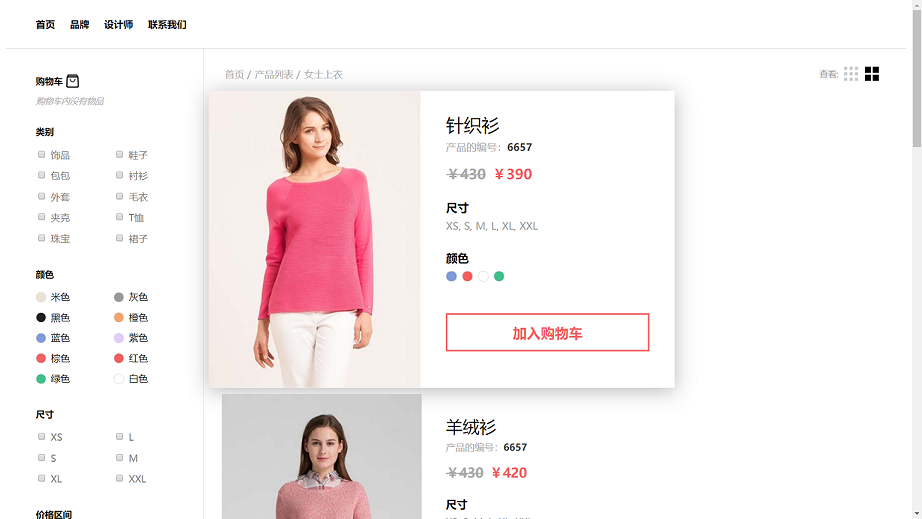 首页 品牌 设计师 联系我们
购物车
购物车内没有物品
类别
饰品 鞋子
包包 衬衫
外套 毛衣
夹克 T恤
珠宝 裙子
颜色
米色 灰色
黑色 橙色
蓝色 紫色
棕色 红色
绿色 白色
尺寸
XS L
S M
XL XXL
价格区间
首页 / 产品列表 / 女士上衣
查看:
针织衫
产品的编号：6657
￥430 ￥390
尺寸
XS, S, M, L, XL, XXL
颜色
加入购物车
羊绒衫
产品的编号：6657
￥430 ￥420
尺寸